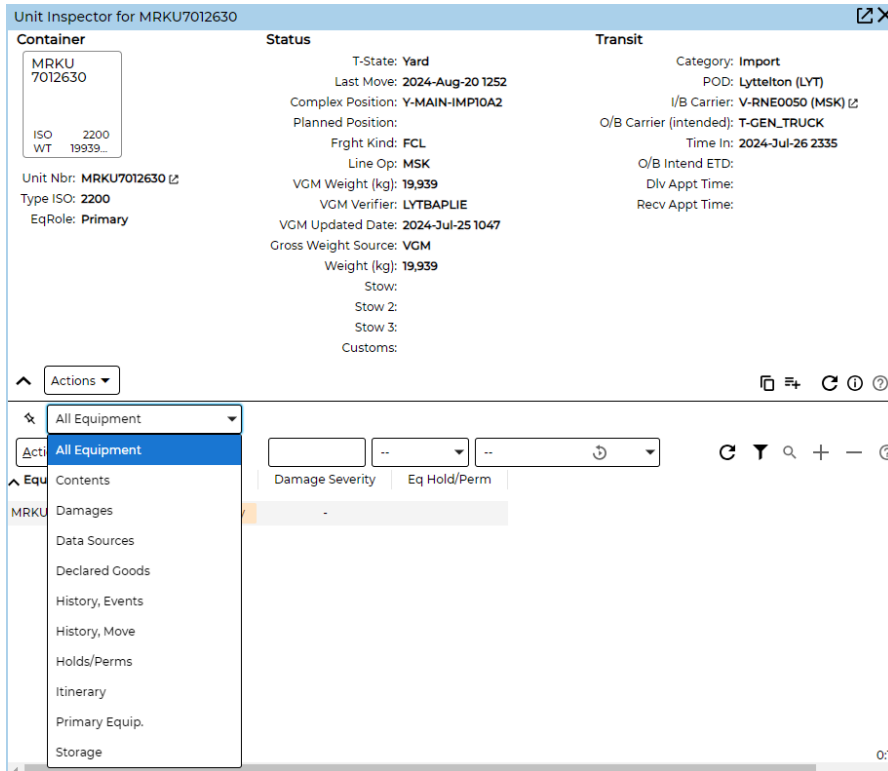 Unit Inspector for MRKU7012630
Container
MRKU
7012630
ISO 2200
WT 19939...
Unit Nbr: MRKU7012630
Type ISO: 2200
EqRole: Primary
Status
T-State: Yard
Last Move: 2024-Aug-20 1252
Complex Position: Y-MAIN-IMP10A2
Planned Position:
Frght Kind: FCL
Line Op: MSK
VGM Weight (kg): 19,939
VGM Verifier: LYTBAPLIE
VGM Updated Date: 2024-Jul-25 1047
Gross Weight Source: VGM
Weight (kg): 19,939
Stow:
Stow 2:
Stow 3:
Customs:
Transit
Category: Import
POD: Lyttelton (LYT)
I/B Carrier: V-RNE0050 (MSK)
O/B Carrier (intended): T-GEN_TRUCK
Time In: 2024-Jul-26 2335
O/B Intend ETD:
Dlv Appt Time:
Recv Appt Time:
Actions
All Equipment
Acti
-- --
Equ Damage Severity Eq Hold/Perm
MRKU y -
All Equipment
Contents
Damages
Data Sources
Declared Goods
History, Events
History, Move
Holds/Perms
Itinerary
Primary Equip.
Storage